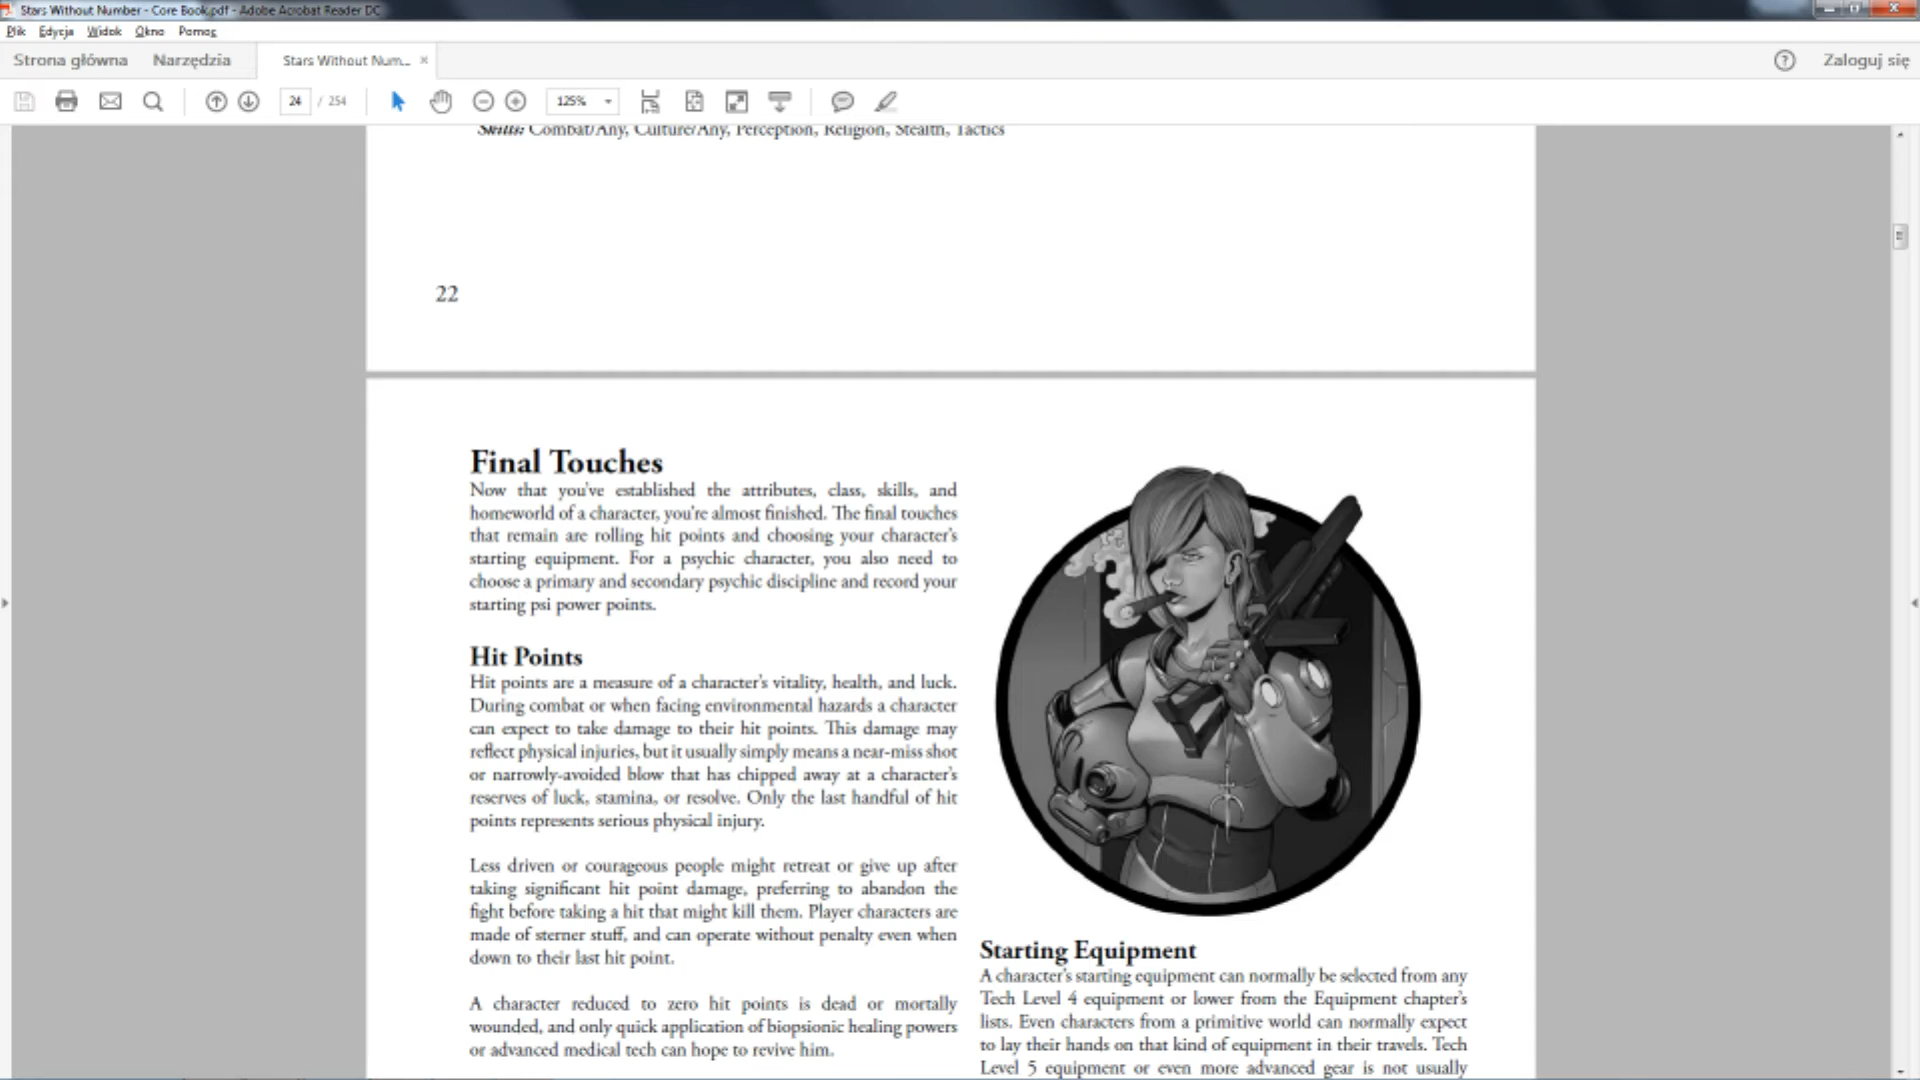 Stars Without Number - Core Book.pdf - Adobe Acrobat Reader DC
Plik Edycja Widok Okno Pomoc
Strona główna Narzędzia Stars Without Num... × ? Zaloguj się
24 / 254 125%
Skills: Combat/Any, Culture/Any, Perception, Religion, Stealth, Tactics
22
Final Touches
Now that you've established the attributes, class, skills, and
homeworld of a character, you're almost finished. The final touches
that remain are rolling hit points and choosing your character's
starting equipment. For a psychic character, you also need to
choose a primary and secondary psychic discipline and record your
starting psi power points.
Hit Points
Hit points are a measure of a character's vitality, health, and luck.
During combat or when facing environmental hazards a character
can expect to take damage to their hit points. This damage may
reflect physical injuries, but it usually simply means a near-miss shot
or narrowly-avoided blow that has chipped away at a character's
reserves of luck, stamina, or resolve. Only the last handful of hit
points represents serious physical injury.
Less driven or courageous people might retreat or give up after
taking significant hit point damage, preferring to abandon the
fight before taking a hit that might kill them. Player characters are
made of sterner stuff, and can operate without penalty even when
down to their last hit point.
A character reduced to zero hit points is dead or mortally
wounded, and only quick application of biopsionic healing powers
or advanced medical tech can hope to revive him.
Starting Equipment
A character's starting equipment can normally be selected from any
Tech Level 4 equipment or lower from the Equipment chapter's
lists. Even characters from a primitive world can normally expect
to lay their hands on that kind of equipment in their travels. Tech
Level 5 equipment or even more advanced gear is not usually